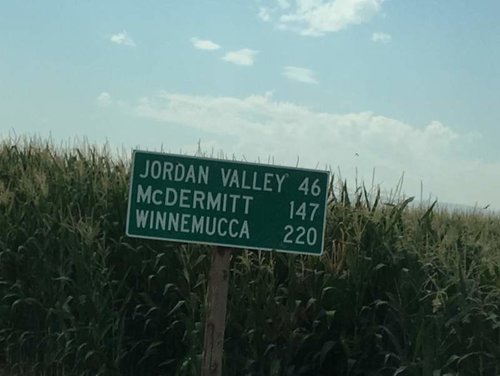 JORDAN VALLEY 46
McDERMITT 147
WINNEMUCCA 220